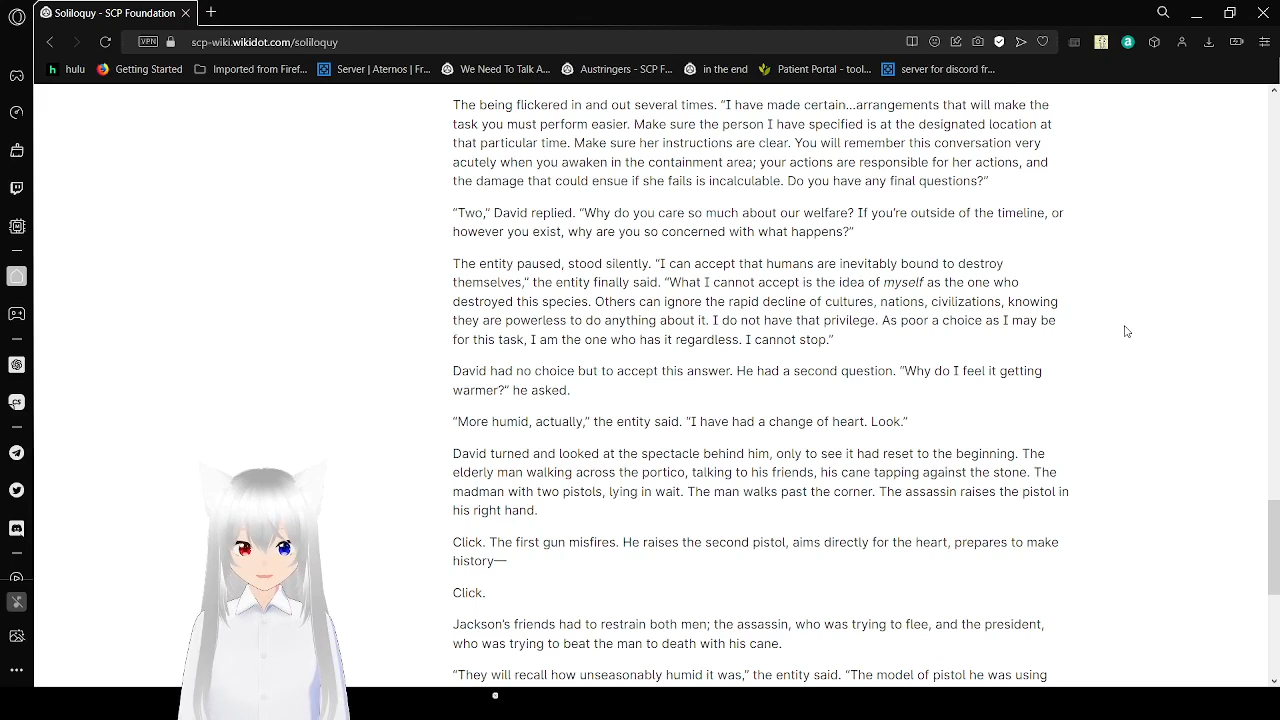 Soliloquy - SCP Foundation
VPN
scp-wiki.wikidot.com/soliloquy
hulu
Getting Started
Imported from Firef...
Server | Aternos | Fr...
We Need To Talk A...
Austringers - SCP F...
in the end
Patient Portal - tool...
server for discord fr...
The being flickered in and out several times. “I have made certain…arrangements that will make the
task you must perform easier. Make sure the person I have specified is at the designated location at
that particular time. Make sure her instructions are clear. You will remember this conversation very
acutely when you awaken in the containment area; your actions are responsible for her actions, and
the damage that could ensue if she fails is incalculable. Do you have any final questions?”
“Two,” David replied. “Why do you care so much about our welfare? If you’re outside of the timeline, or
however you exist, why are you so concerned with what happens?”
The entity paused, stood silently. “I can accept that humans are inevitably bound to destroy
themselves,” the entity finally said. “What I cannot accept is the idea of myself as the one who
destroyed this species. Others can ignore the rapid decline of cultures, nations, civilizations, knowing
they are powerless to do anything about it. I do not have that privilege. As poor a choice as I may be
for this task, I am the one who has it regardless. I cannot stop.”
David had no choice but to accept this answer. He had a second question. “Why do I feel it getting
warmer?” he asked.
“More humid, actually,” the entity said. “I have had a change of heart. Look.”
David turned and looked at the spectacle behind him, only to see it had reset to the beginning. The
elderly man walking across the portico, talking to his friends, his cane tapping against the stone. The
madman with two pistols, lying in wait. The man walks past the corner. The assassin raises the pistol in
his right hand.
Click. The first gun misfires. He raises the second pistol, aims directly for the heart, prepares to make
history—
Click.
Jackson’s friends had to restrain both men; the assassin, who was trying to flee, and the president,
who was trying to beat the man to death with his cane.
“They will recall how unseasonably humid it was,” the entity said. “The model of pistol he was using